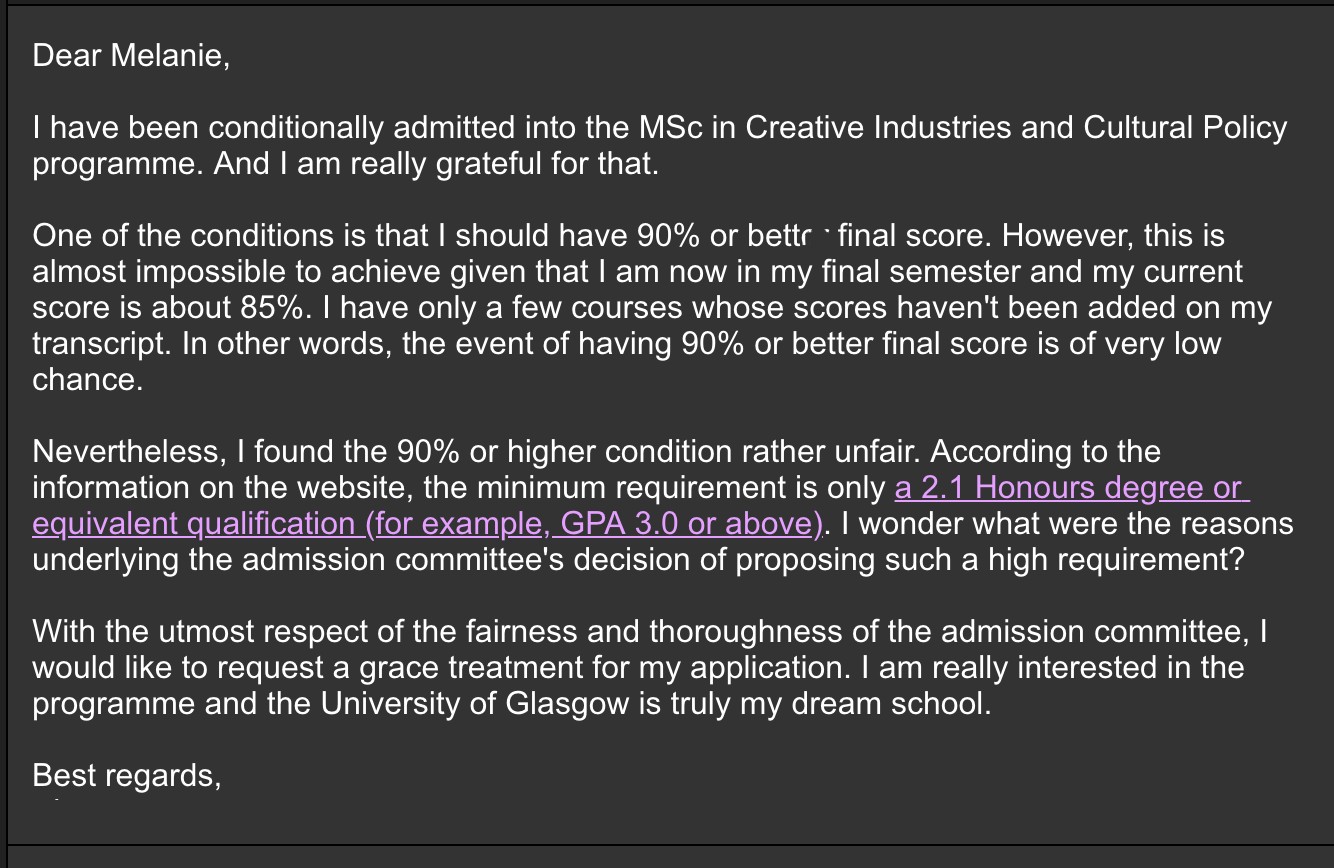 Dear Melanie,
I have been conditionally admitted into the MSc in Creative Industries and Cultural Policy
programme. And I am really grateful for that.
One of the conditions is that I should have 90% or final score. However, this is
almost impossible to achieve given that I am now in my final semester and my current
score is about 85%. I have only a few courses whose scores haven't been added on my
transcript. In other words, the event of having 90% or better final score is of very low
chance.
Nevertheless, I found the 90% or higher condition rather unfair. According to the
information on the website, the minimum requirement is only a 2.1 Honours degree or
equivalent qualification (for example, GPA 3.0 or above). I wonder what were the reasons
underlying the admission committee's decision of proposing such a high requirement?
With the utmost respect of the fairness and thoroughness of the admission committee, I
would like to request a grace treatment for my application. I am really interested in the
programme and the University of Glasgow is truly my dream school.
Best regards,